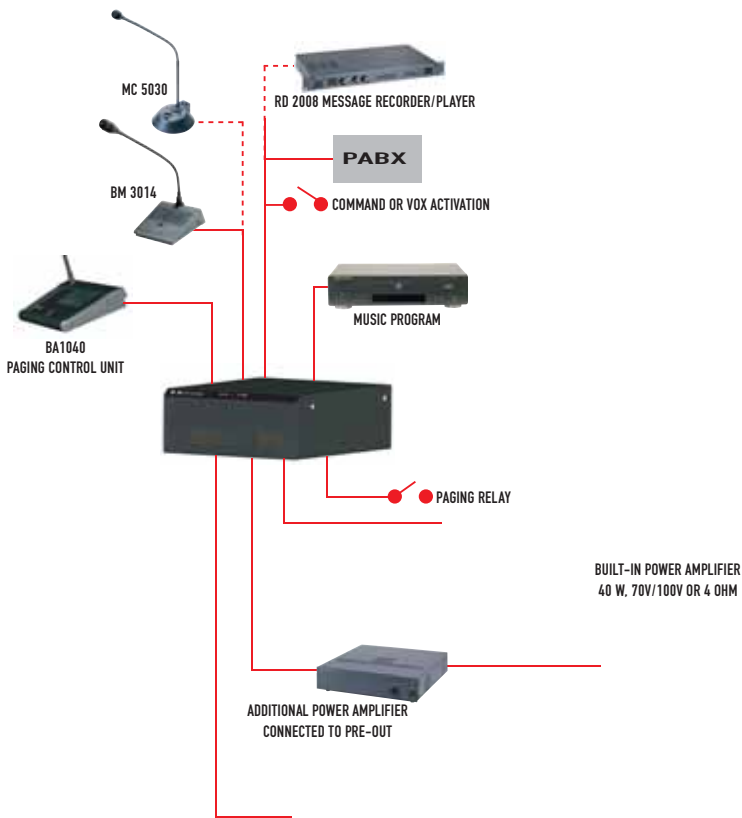 MC 5030
RD 2008 MESSAGE RECORDER/PLAYER
PABX
BM 3014
COMMAND OR VOX ACTIVATION
MUSIC PROGRAM
BA1040
PAGING CONTROL UNIT
PAGING RELAY
BUILT-IN POWER AMPLIFIER
40 W, 70V/100V OR 4 OHM
ADDITIONAL POWER AMPLIFIER
CONNECTED TO PRE-OUT